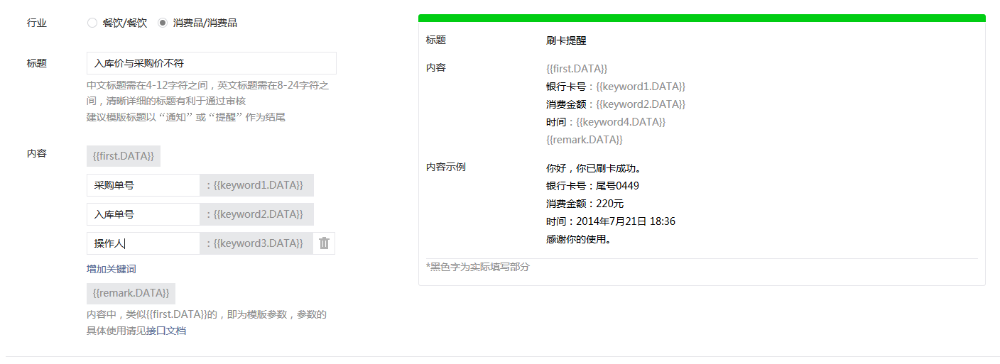 行业 餐饮/餐饮 消费品/消费品
标题 入库价与采购价不符
中文标题需在4-12字符之间，英文标题需在8-24字符之
间，清晰详细的标题有利于通过审核
建议模版标题以“通知”或“提醒”作为结尾
内容 {{first.DATA}}
采购单号 ：{{keyword1.DATA}}
入库单号 ：{{keyword2.DATA}}
操作人 ：{{keyword3.DATA}}
增加关键词
{{remark.DATA}}
内容中，类似{{first.DATA}}的，即为模版参数，参数的
具体使用请见接口文档
标题 刷卡提醒
内容 {{first.DATA}}
银行卡号：{{keyword1.DATA}}
消费金额：{{keyword2.DATA}}
时间：{{keyword4.DATA}}
{{remark.DATA}}
内容示例 你好，你已刷卡成功。
银行卡号：尾号0449
消费金额：220元
时间：2014年7月21日 18:36
感谢你的使用。
*黑色字为实际填写部分